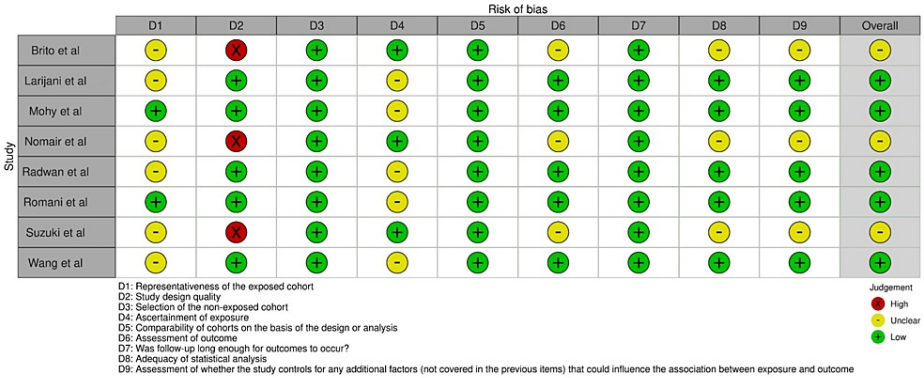 Risk of bias
D1 D2 D3 D4 D5 D6 D7 D8 D9 Overall
Study
Brito et al - X + + + - + - - -
Larijani et al - + + - + + + + + +
Mohy et al + + + - + + + + + +
Nomair et al - X + + + - + - - -
Radwan et al - + + - + + + + + +
Romani et al + + + - + + + + + +
Suzuki et al - X + + + - + - - -
Wang et al - + + - + + + + + +
D1: Representativeness of the exposed cohort
D2: Study design quality
D3: Selection of the non-exposed cohort
D4: Ascertainment of exposure
D5: Comparability of cohorts on the basis of the design or analysis
D6: Assessment of outcome
D7: Was follow-up long enough for outcomes to occur?
D8: Adequacy of statistical analysis
D9: Assessment of whether the study controls for any additional factors (not covered in the previous items) that could influence the association between exposure and outcome
Judgement
X High
- Unclear
+ Low